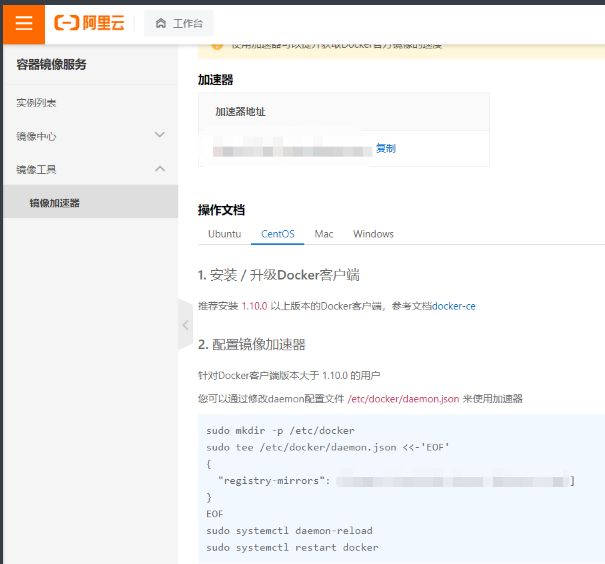 阿里云
工作台
容器镜像服务
使用加速器可以提升获取Docker官方镜像的速度
实例列表
加速器
加速器地址
镜像中心
复制
镜像工具
镜像加速器
操作文档
Ubuntu CentOS Mac Windows
1. 安装 / 升级Docker客户端
推荐安装 1.10.0 以上版本的Docker客户端，参考文档docker-ce
2. 配置镜像加速器
针对Docker客户端版本大于 1.10.0 的用户
您可以通过修改daemon配置文件 /etc/docker/daemon.json 来使用加速器
sudo mkdir -p /etc/docker
sudo tee /etc/docker/daemon.json <<-'EOF'
{
"registry-mirrors": ]
}
EOF
sudo systemctl daemon-reload
sudo systemctl restart docker